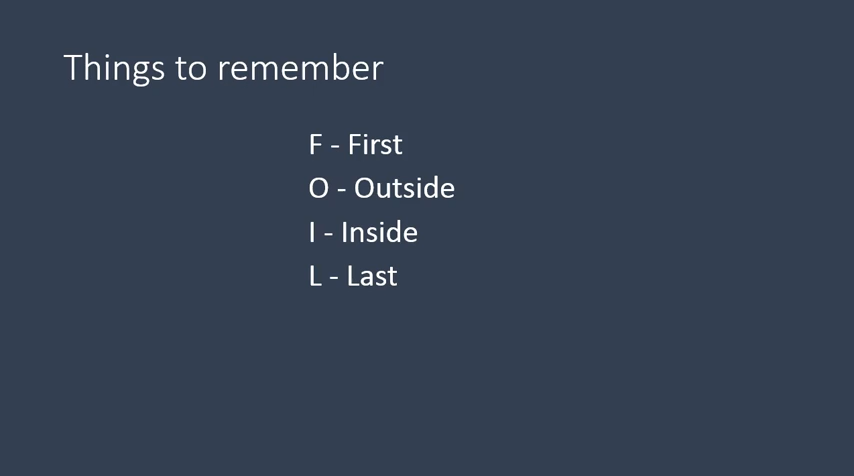 Things to remember
F - First
O - Outside
I - Inside
L - Last